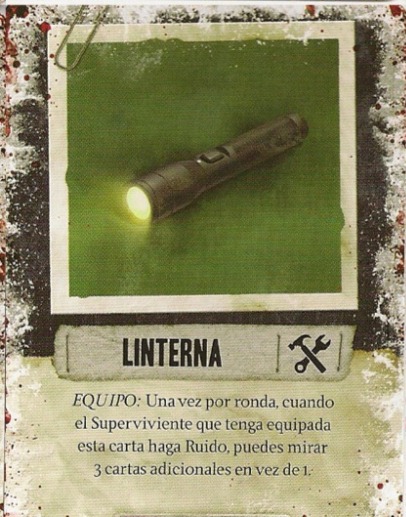 LINTERNA
EQUIPO: Una vez por ronda, cuando
el Superviviente que tenga equipada
esta carta haga Ruido, puedes mirar
3 cartas adicionales en vez de 1.